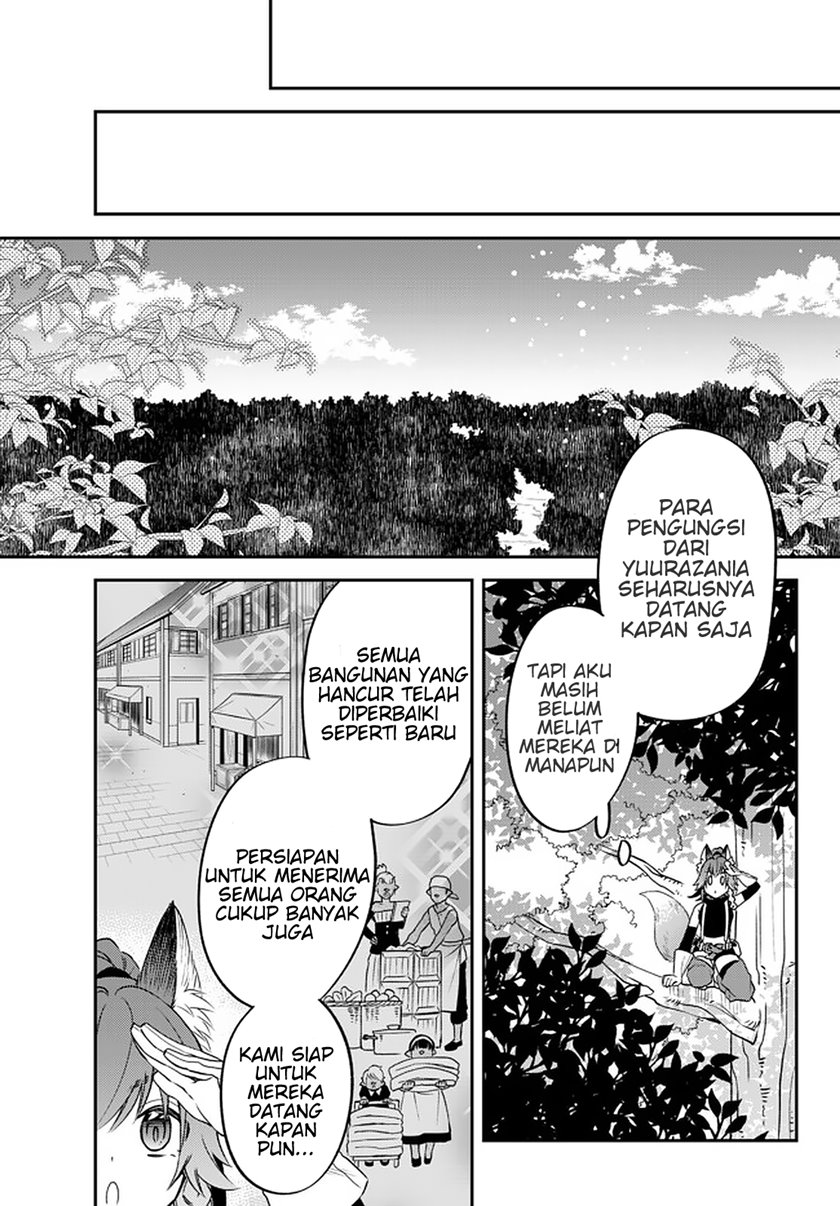 PARA
PENGUNGSI
DARI
YUURAZANIA
SEHARUSNYA
DATANG
KAPAN SAJA
TAPI AKU
MASIH
BELUM
MELIAT
MEREKA DI
MANAPUN
SEMUA
BANGUNAN YANG
HANCUR TELAH
DIPERBAIKI
SEPERTI BARU
PERSIAPAN
UNTUK MENERIMA
SEMUA ORANG
CUKUP BANYAK
JUGA
KAMI SIAP
UNTUK
MEREKA
DATANG
KAPAN
PUN...